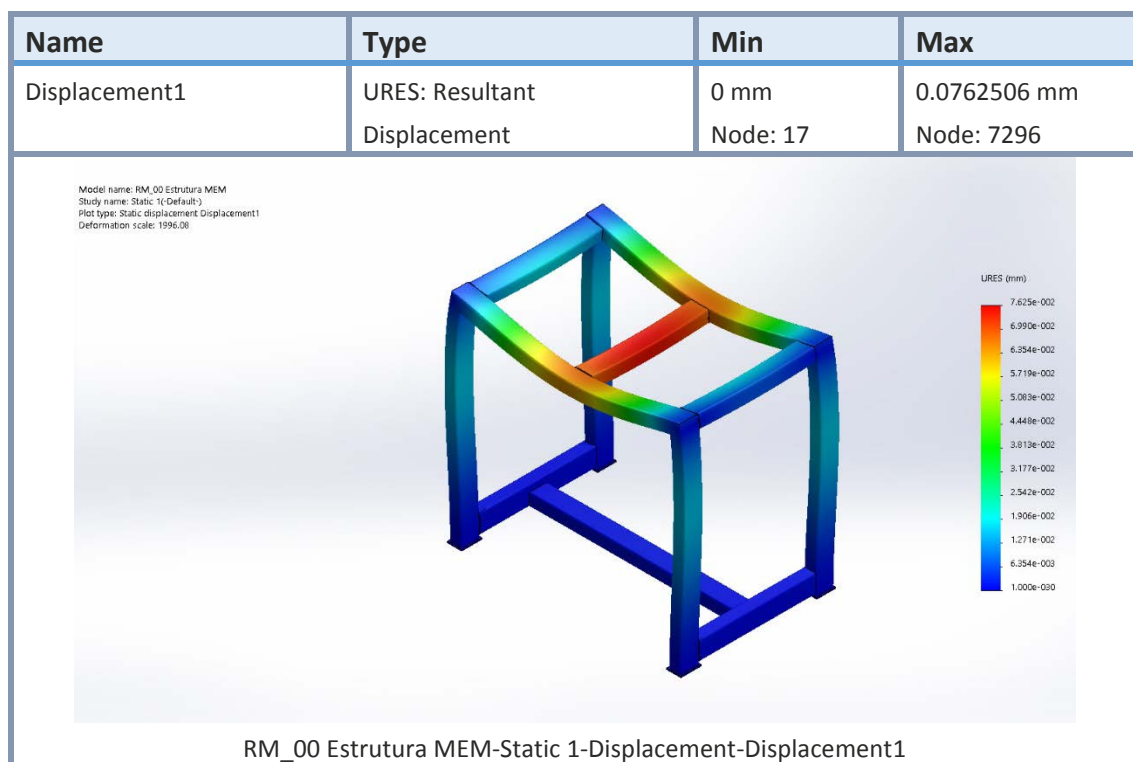 Name Type Min Max
Displacement1 URES: Resultant 0 mm 0.0762506 mm
Displacement Node: 17 Node: 7296
Model name: RM_00 Estrutura MEM
Study name: Static 1(-Default-)
Plot type: Static displacement Displacement1
Deformation scale: 1996.08
URES (mm)
7.625e-002
6.990e-002
6.354e-002
5.719e-002
5.083e-002
4.448e-002
3.813e-002
3.177e-002
2.542e-002
1.906e-002
1.271e-002
6.354e-003
1.000e-030
RM_00 Estrutura MEM-Static 1-Displacement-Displacement1